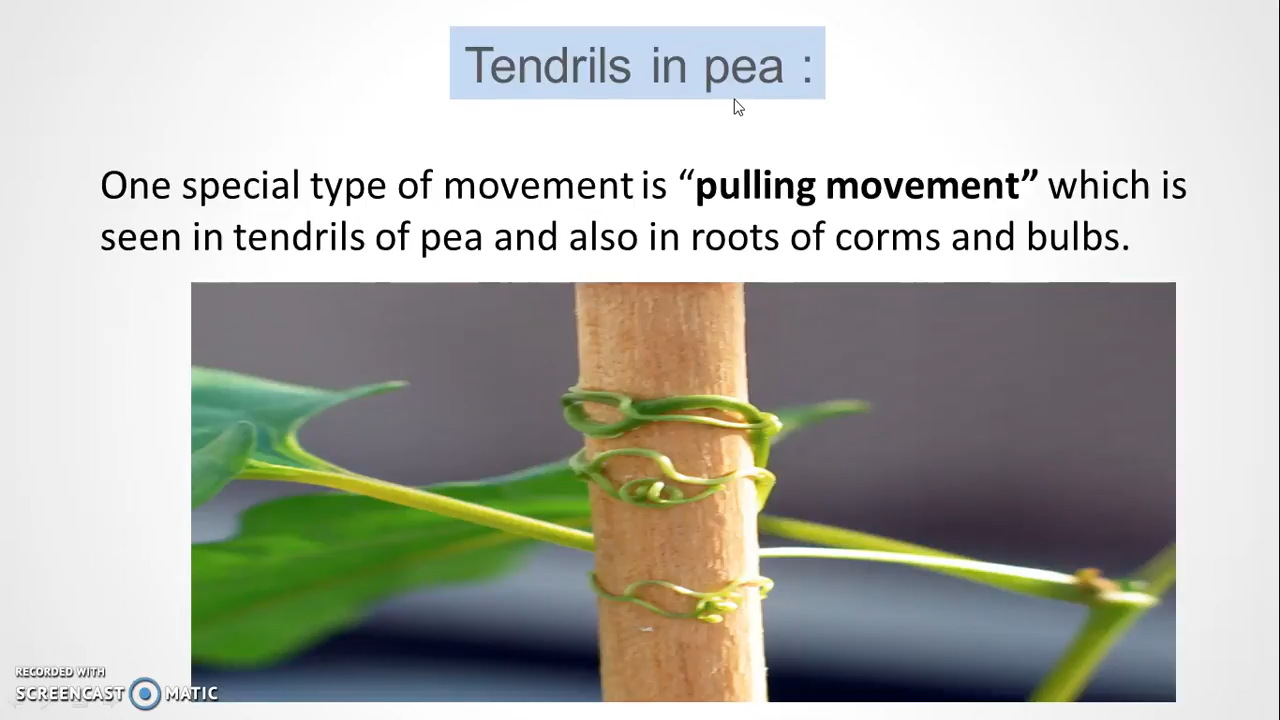 Tendrils in pea :
One special type of movement is “pulling movement” which is
seen in tendrils of pea and also in roots of corms and bulbs.
RECORDED WITH
SCREENCAST MATIC